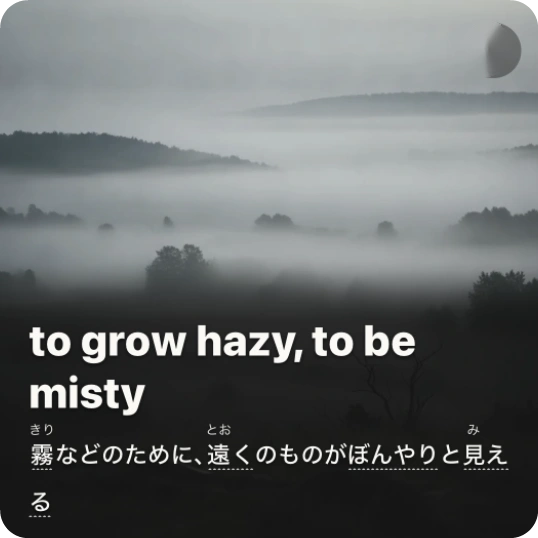 to grow hazy, to be
misty
きり とお み
霧などのために、遠くのものがぼんやりと見え
る